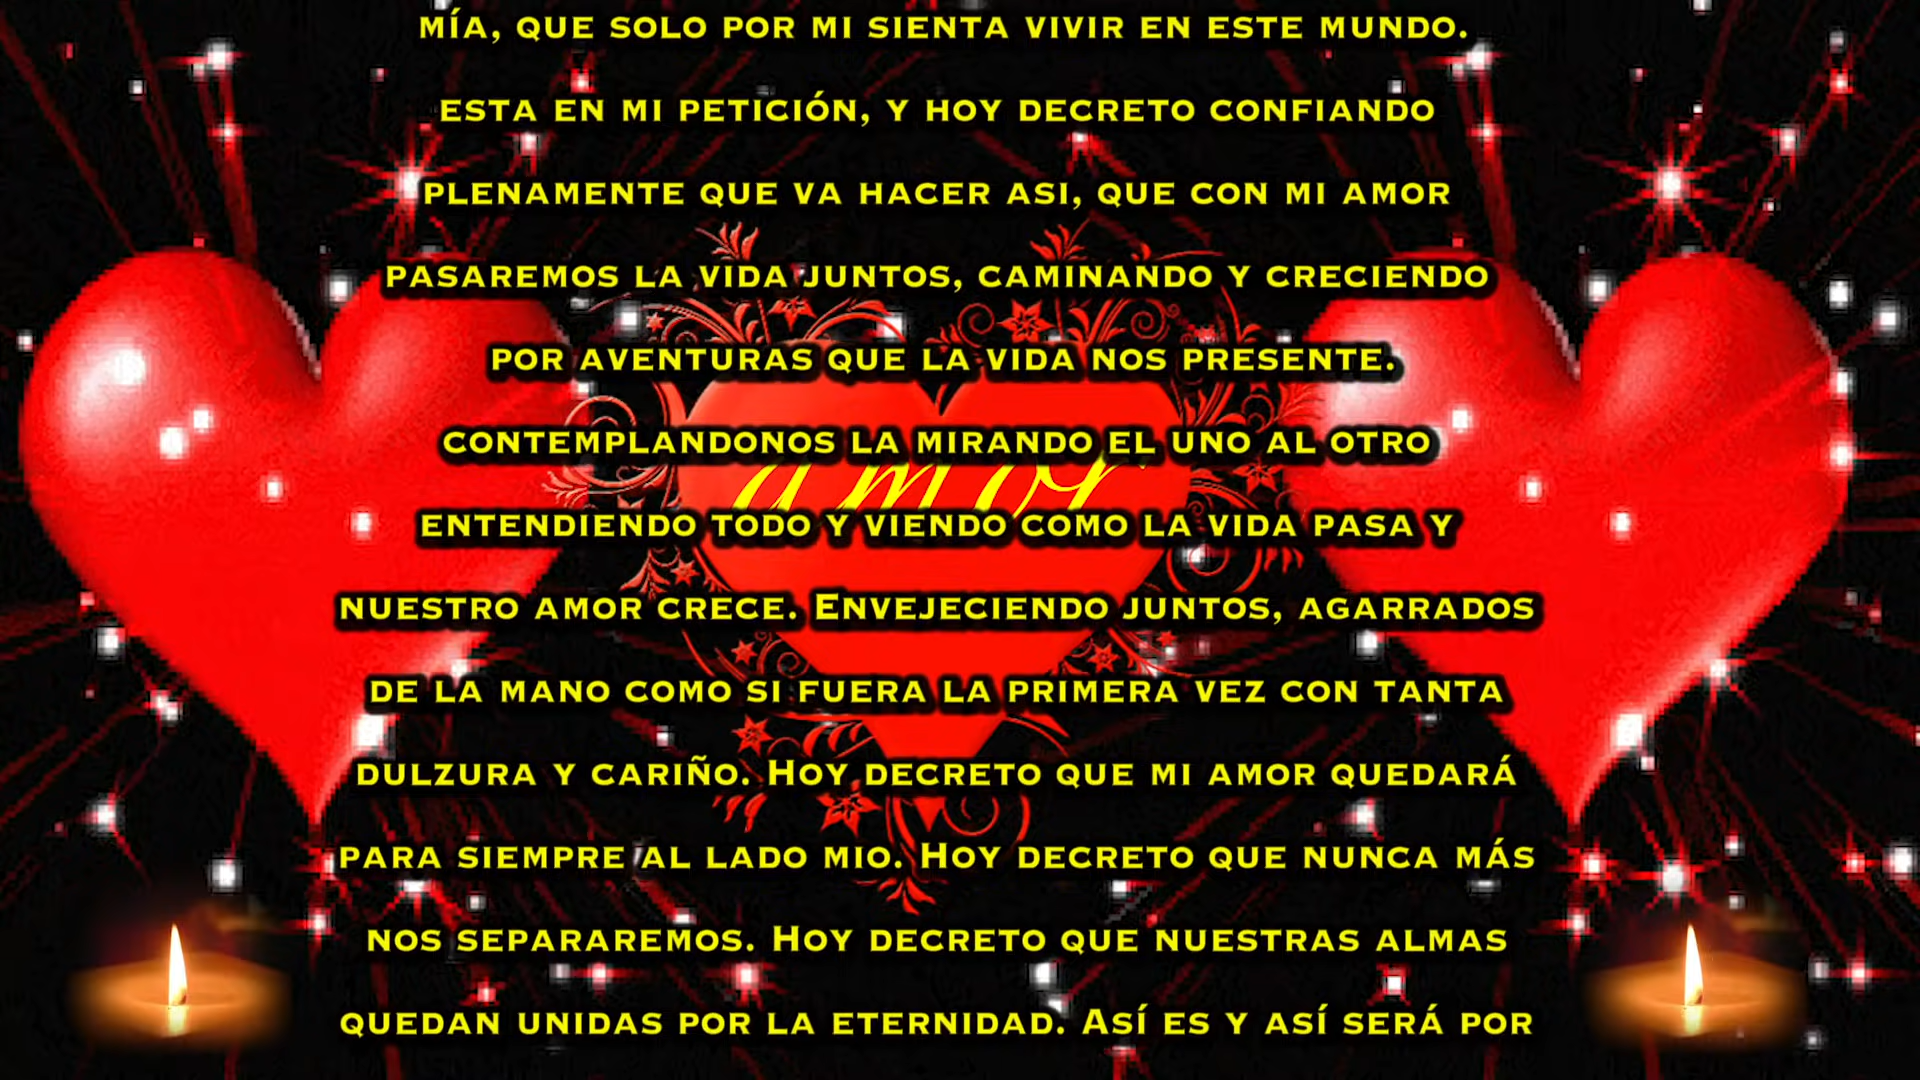 MÍA, QUE SOLO POR MI SIENTA VIVIR EN ESTE MUNDO.
ESTA EN MI PETICIÓN, Y HOY DECRETO CONFIANDO
PLENAMENTE QUE VA HACER ASI, QUE CON MI AMOR
PASAREMOS LA VIDA JUNTOS, CAMINANDO Y CRECIENDO
POR AVENTURAS QUE LA VIDA NOS PRESENTE.
CONTEMPLANDONOS LA MIRANDO EL UNO AL OTRO
amor
ENTENDIENDO TODO Y VIENDO COMO LA VIDA PASA Y
NUESTRO AMOR CRECE. ENVEJECIENDO JUNTOS, AGARRADOS
DE LA MANO COMO SI FUERA LA PRIMERA VEZ CON TANTA
DULZURA Y CARIÑO. HOY DECRETO QUE MI AMOR QUEDARÁ
PARA SIEMPRE AL LADO MIO. HOY DECRETO QUE NUNCA MÁS
NOS SEPARAREMOS. HOY DECRETO QUE NUESTRAS ALMAS
QUEDAN UNIDAS POR LA ETERNIDAD. ASÍ ES Y ASÍ SERÁ POR